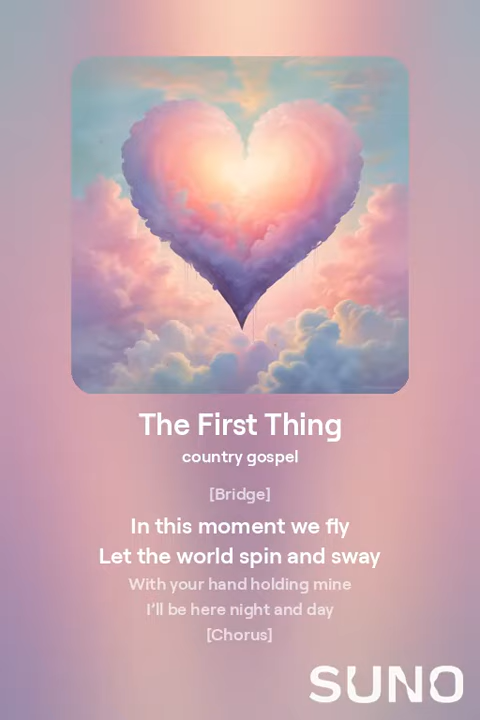 The First Thing
country gospel
[Bridge]
In this moment we fly
Let the world spin and sway
With your hand holding mine
I'll be here night and day
[Chorus]
SUNO